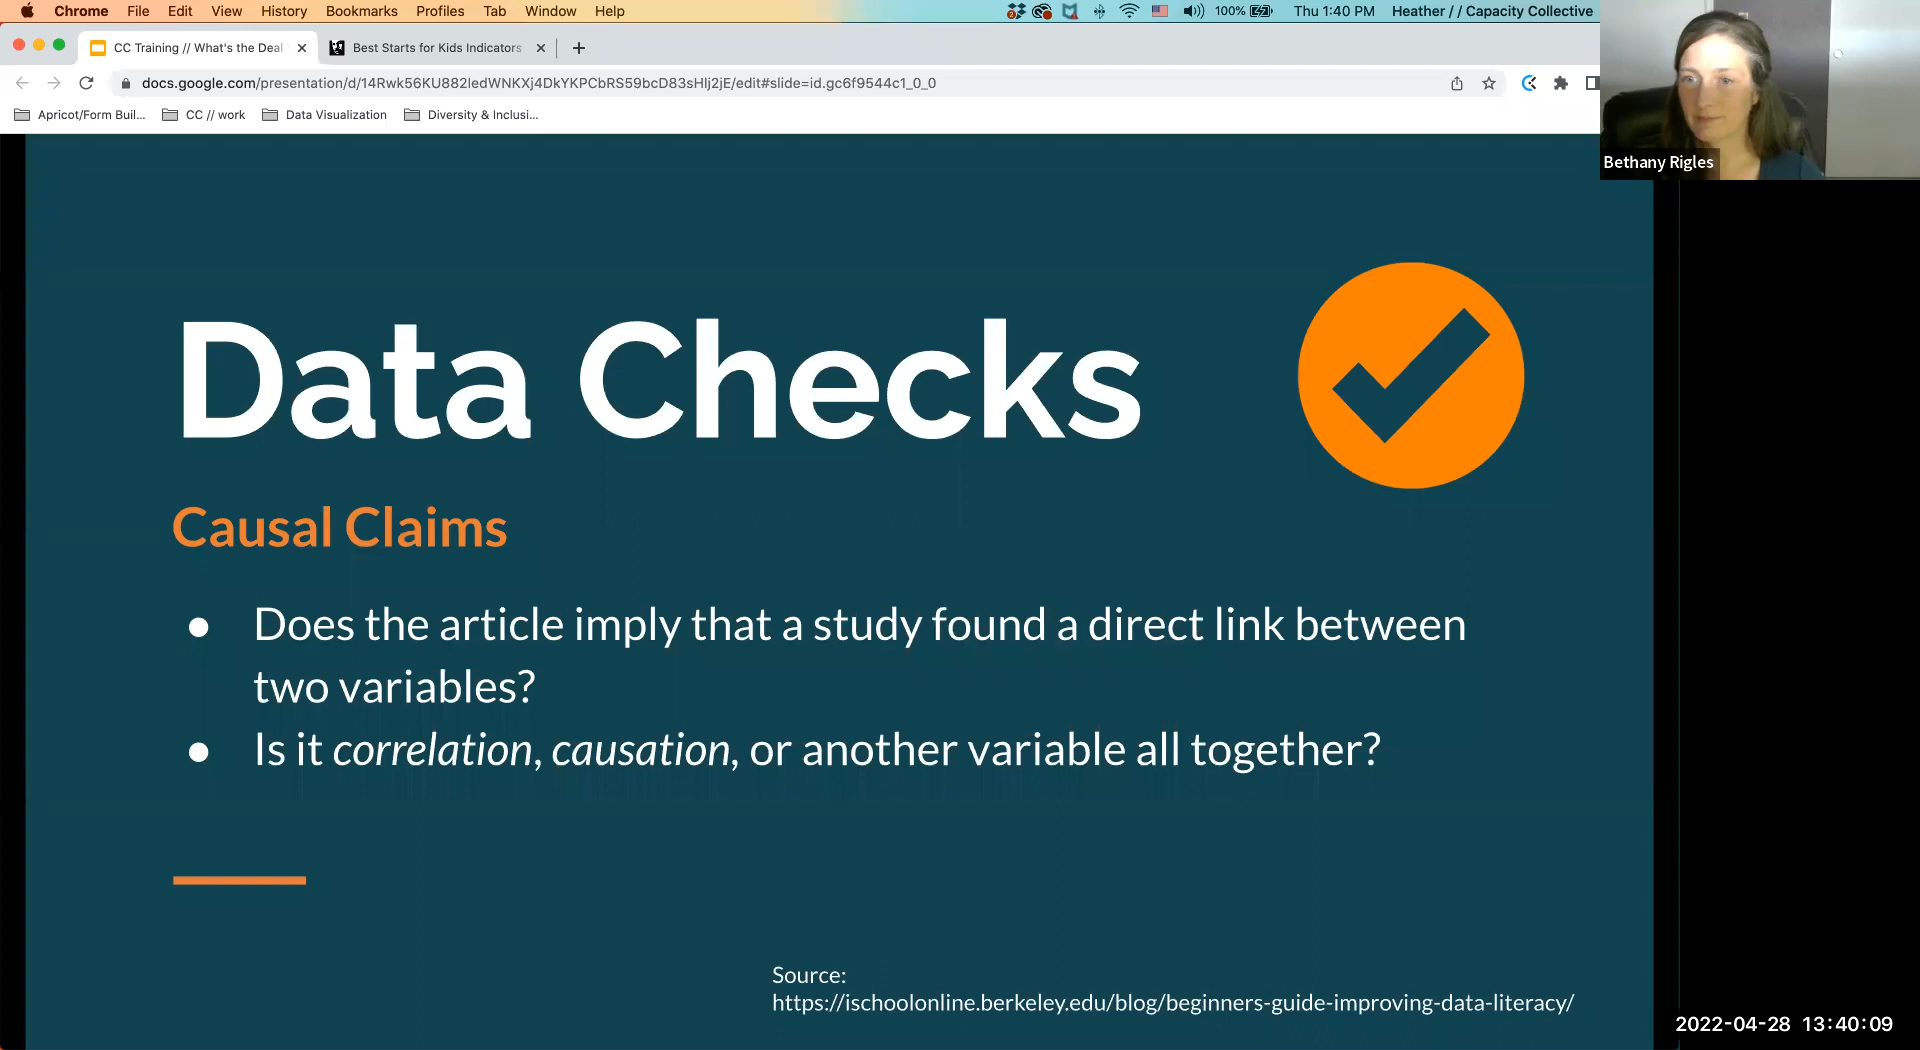 Chrome File Edit View History Bookmarks Profiles Tab Window Help 100% Thu 1:40 PM Heather // Capacity Collective
CC Training // What's the Deal Best Starts for Kids Indicators
docs.google.com/presentation/d/14Rwk56KU882ledWNKXj4DkYKPCbRS59bcD83sHlj2jE/edit#slide=id.gc6f9544c1_0_0
Apricot/Form Buil... CC // work Data Visualization Diversity & Inclusi...
Bethany Rigles
Data Checks
Causal Claims
● Does the article imply that a study found a direct link between
two variables?
● Is it correlation, causation, or another variable all together?
Source:
https://ischoolonline.berkeley.edu/blog/beginners-guide-improving-data-literacy/
2022-04-28 13:40:09